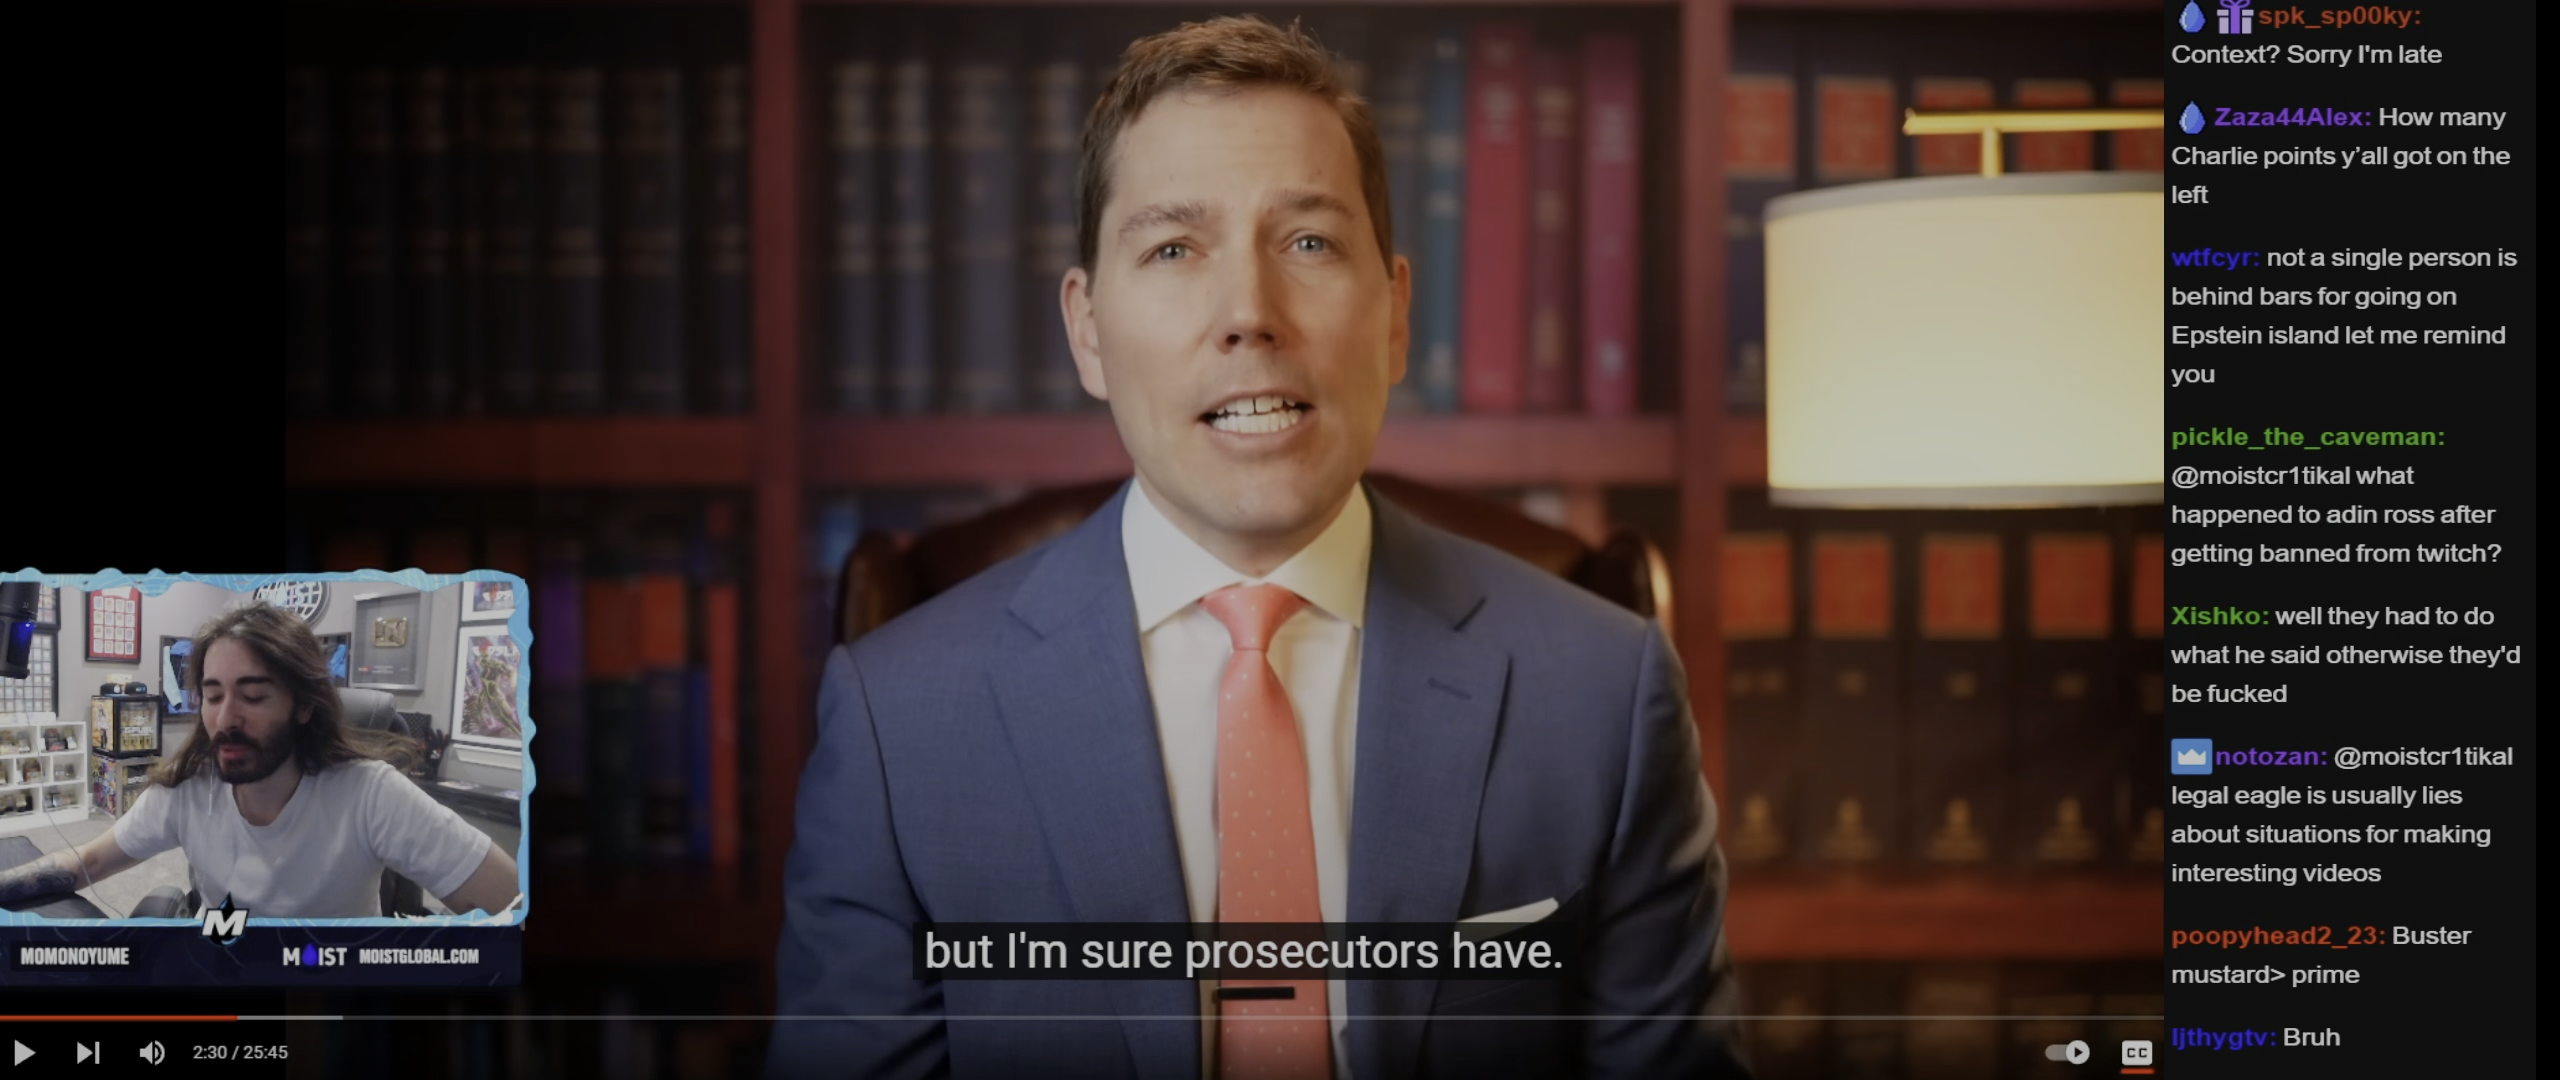 but I'm sure prosecutors have.
MOMONOYUME
M IST MOISTGLOBAL.COM
2:30 / 25:45
CC
spk_sp00ky:
Context? Sorry I'm late
Zaza44Alex: How many
Charlie points y’all got on the
left
wtfcyr: not a single person is
behind bars for going on
Epstein island let me remind
you
pickle_the_caveman:
@moistcr1tikal what
happened to adin ross after
getting banned from twitch?
Xishko: well they had to do
what he said otherwise they'd
be fucked
notozan: @moistcr1tikal
legal eagle is usually lies
about situations for making
interesting videos
poopyhead2_23: Buster
mustard> prime
ljthygtv: Bruh